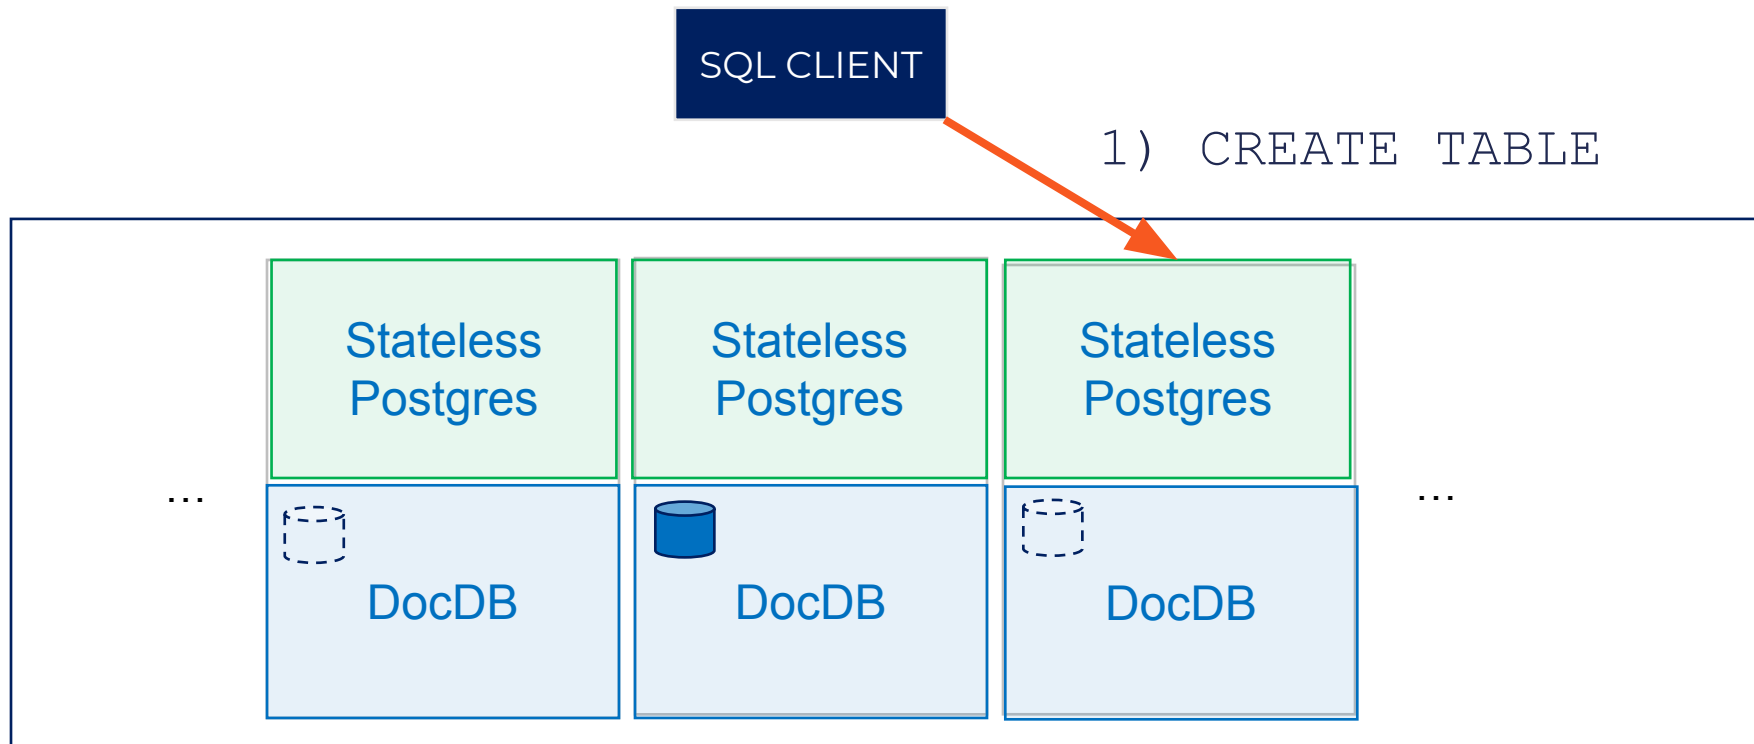 SQL CLIENT
1) CREATE TABLE
Stateless
Postgres
Stateless
Postgres
Stateless
Postgres
...
...
DocDB
DocDB
DocDB